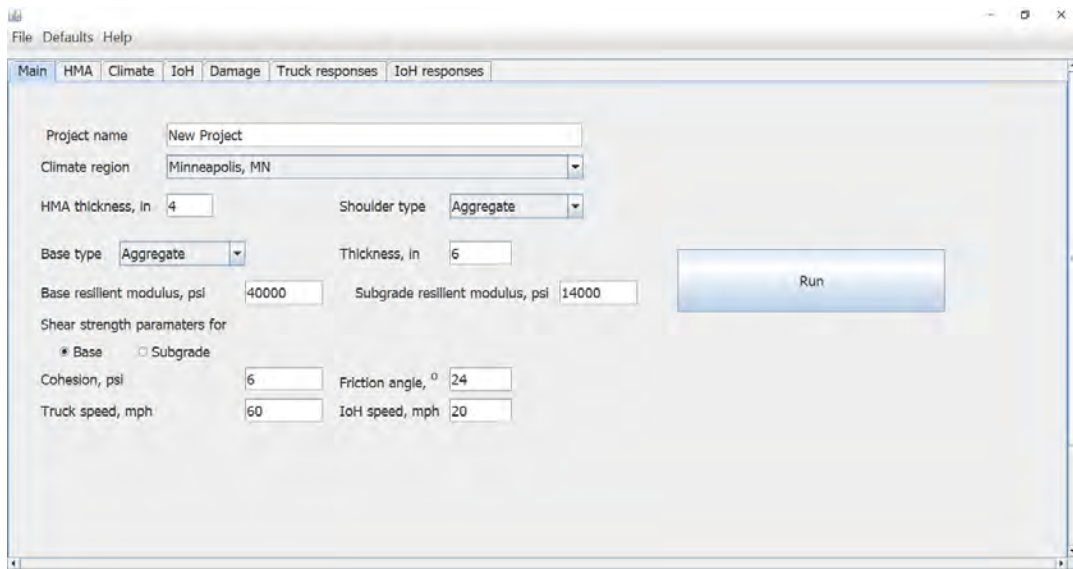 File Defaults Help
Main HMA Climate IoH Damage Truck responses IoH responses
Project name New Project
Climate region Minneapolis, MN
HMA thickness, in 4 Shoulder type Aggregate
Base type Aggregate Thickness, in 6
Run
Base resilient modulus, psi 40000 Subgrade resilient modulus, psi 14000
Shear strength paramaters for
Base Subgrade
Cohesion, psi 6 Friction angle, º 24
Truck speed, mph 60 IoH speed, mph 20